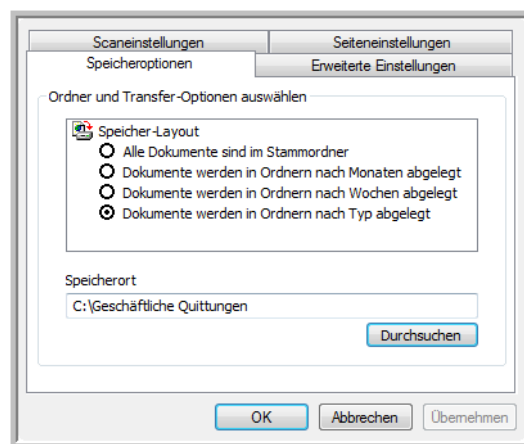 Scaneinstellungen
Seiteneinstellungen
Speicheroptionen
Erweiterte Einstellungen
Ordner und Transfer-Optionen auswählen
Speicher-Layout
Alle Dokumente sind im Stammordner
Dokumente werden in Ordnern nach Monaten abgelegt
Dokumente werden in Ordnern nach Wochen abgelegt
Dokumente werden in Ordnern nach Typ abgelegt
Speicherort
C:\Geschäftliche Quittungen
Durchsuchen
OK
Abbrechen
Übernehmen